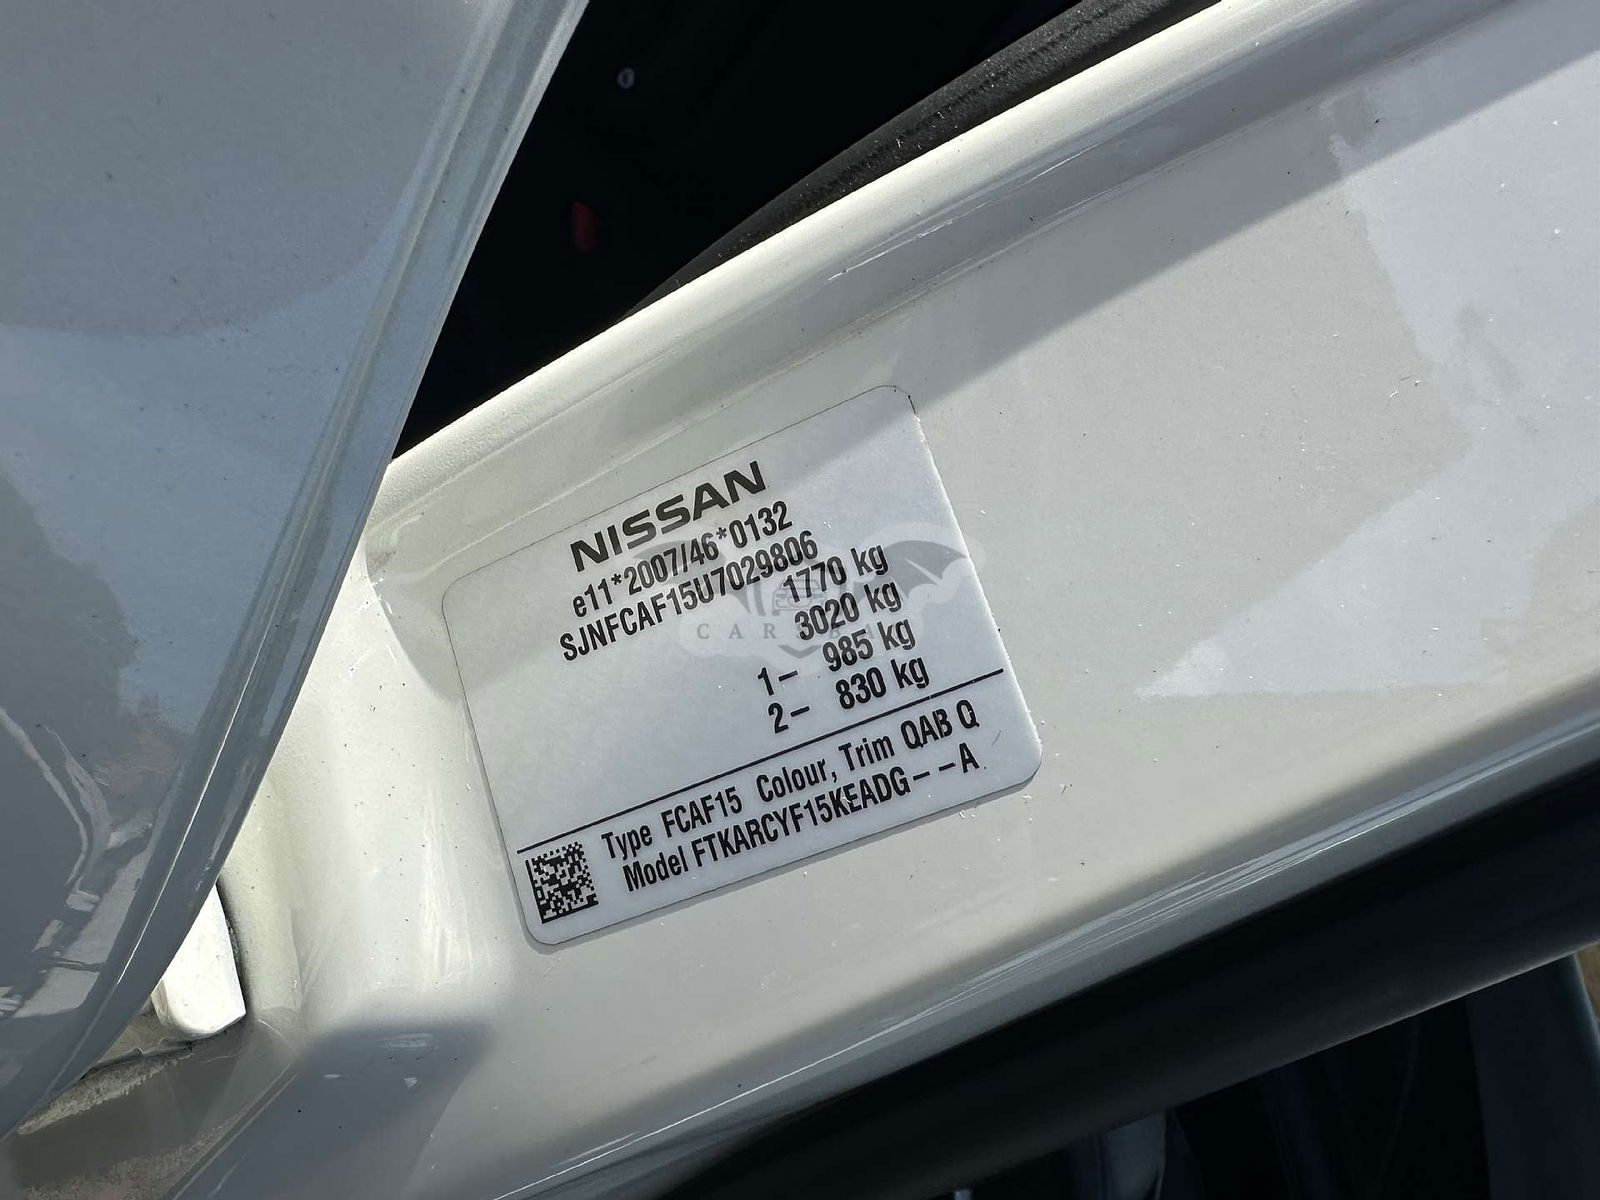 NISSAN
e11*2007/46*0132
SJNFCAF15U7029806
1770 kg
3020 kg
1- 985 kg
2- 830 kg
Type FCAF15 Colour, Trim QAB Q
Model FTKARCYF15KEADG--A